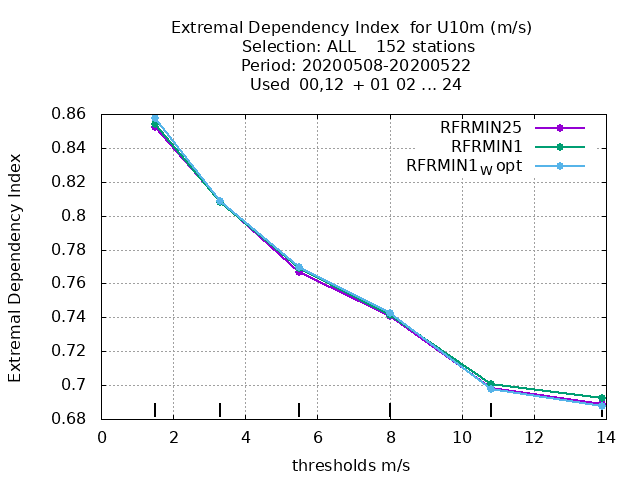 Extremal Dependency Index for U10m (m/s)
Selection: ALL 152 stations
Period: 20200508-20200522
Used 00,12 + 01 02 ... 24
RFRMIN25
RFRMIN1
RFRMIN1W opt
Extremal Dependency Index
0.86
0.84
0.82
0.8
0.78
0.76
0.74
0.72
0.7
0.68
0 2 4 6 8 10 12 14
thresholds m/s